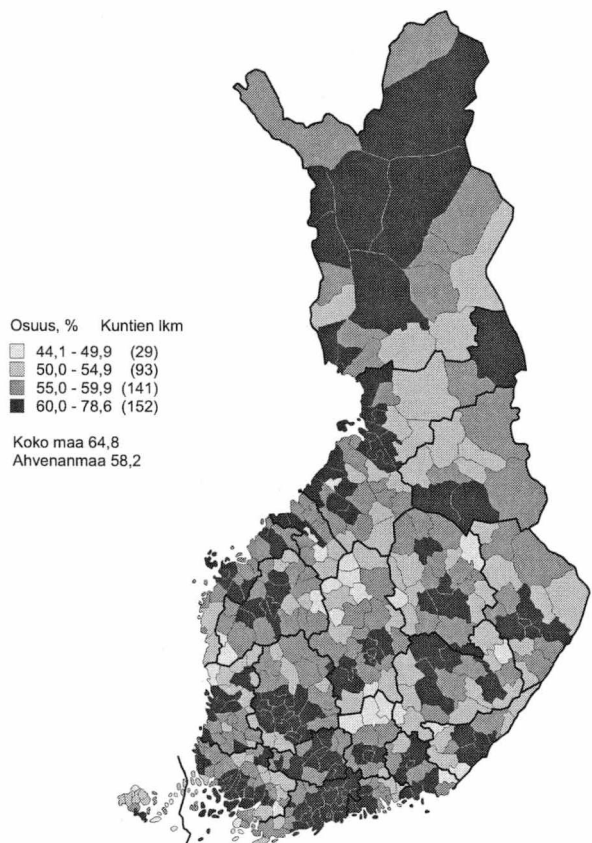 Osuus, % Kuntien lkm
44,1 - 49,9 (29)
50,0 - 54,9 (93)
55,0 - 59,9 (141)
60,0 - 78,6 (152)
Koko maa 64,8
Ahvenanmaa 58,2